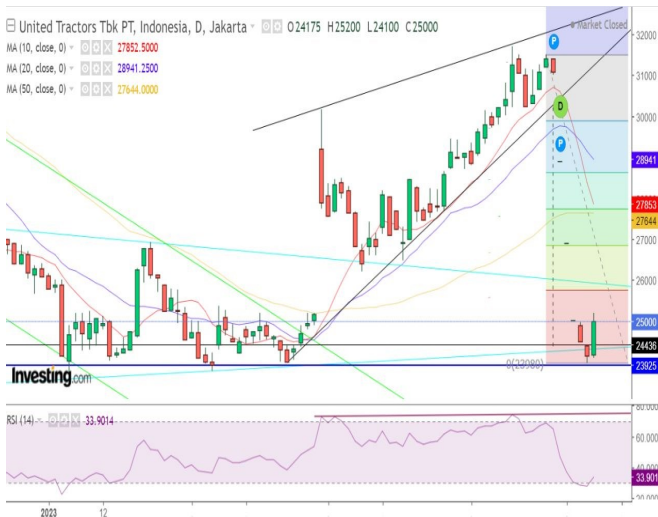 United Tractors Tbk PT, Indonesia, D, Jakarta O24175 H25200 L24100 C25000
Market Closed
MA (10, close, 0) 27852.5000
MA (20, close, 0) 28941.2500
MA (50, close, 0) 27644.0000
P
D
P
32000
31000
30000
28941
27853
27644
27000
26000
25000
24436
23925
0(23980)
Investing.com
RSI (14) 33.9014
80.000
60.000
40.000
33.901
20.000
2023 12